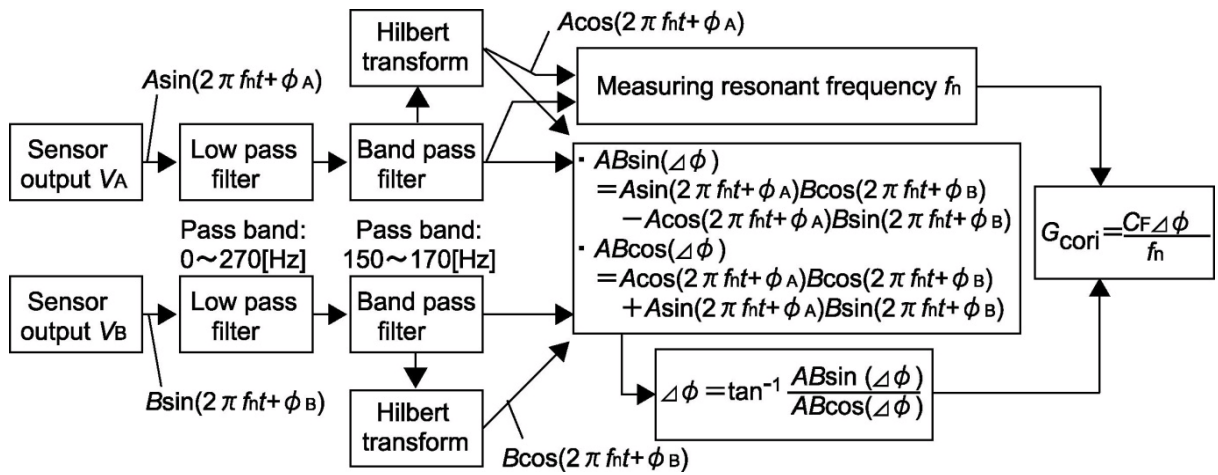 Hilbert
transform
Acos(2πfnt+φA)
Asin(2πfnt+φA)
Measuring resonant frequency fn
Sensor
output VA
Low pass
filter
Band pass
filter
・ABsin(⊿φ)
=Asin(2πfnt+φA)Bcos(2πfnt+φB)
−Acos(2πfnt+φA)Bsin(2πfnt+φB)
・ABcos(⊿φ)
=Acos(2πfnt+φA)Bcos(2πfnt+φB)
+Asin(2πfnt+φA)Bsin(2πfnt+φB)
Gcori=CF⊿φ/fn
Pass band:
0~270[Hz]
Pass band:
150~170[Hz]
Sensor
output VB
Low pass
filter
Band pass
filter
Bsin(2πfnt+φB)
Hilbert
transform
Bcos(2πfnt+φB)
⊿φ=tan⁻¹ ABsin(⊿φ)/ABcos(⊿φ)